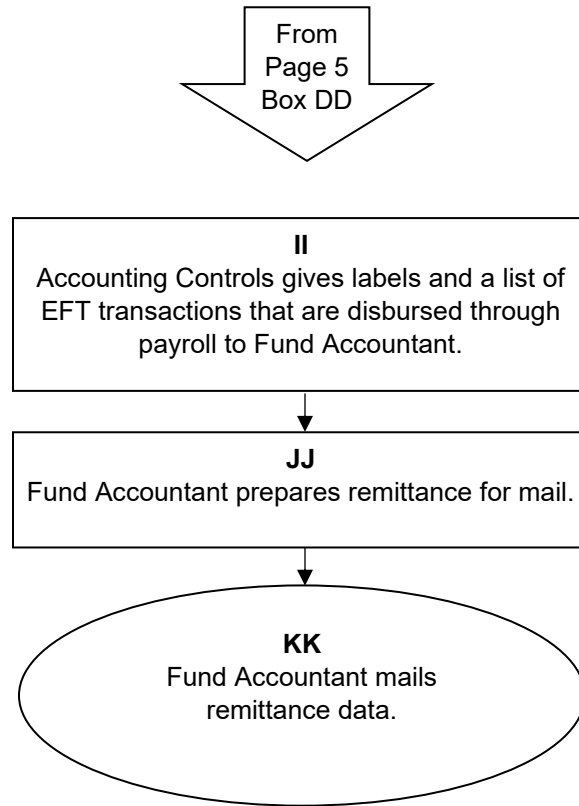 From
Page 5
Box DD
II
Accounting Controls gives labels and a list of
EFT transactions that are disbursed through
payroll to Fund Accountant.
JJ
Fund Accountant prepares remittance for mail.
KK
Fund Accountant mails
remittance data.